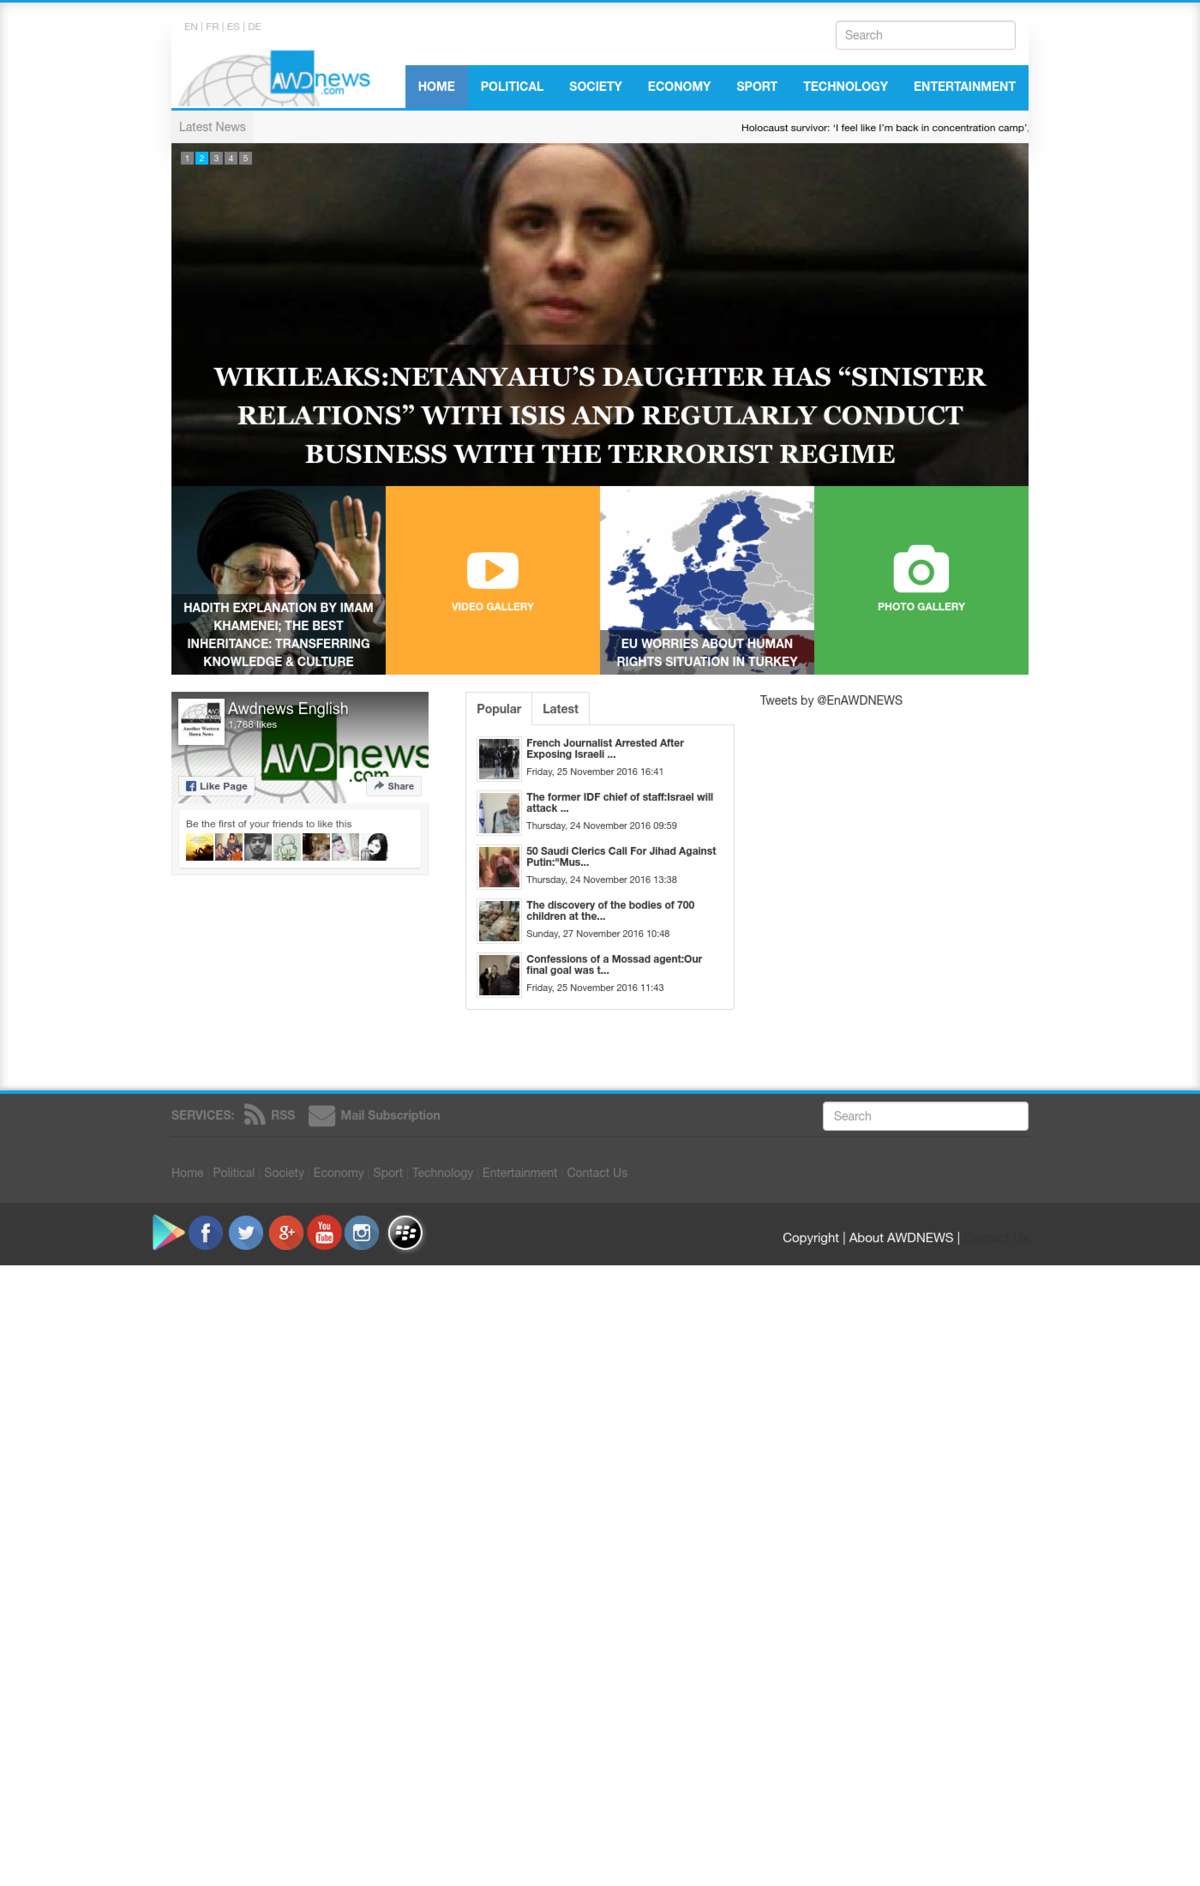 EN | FR | ES | DE
Search
AWDnews
.com
HOME POLITICAL SOCIETY ECONOMY SPORT TECHNOLOGY ENTERTAINMENT
Latest News
Holocaust survivor: ‘I feel like I’m back in concentration camp’.
1 2 3 4 5
WIKILEAKS:NETANYAHU’S DAUGHTER HAS “SINISTER
RELATIONS” WITH ISIS AND REGULARLY CONDUCT
BUSINESS WITH THE TERRORIST REGIME
HADITH EXPLANATION BY IMAM
KHAMENEI; THE BEST
INHERITANCE: TRANSFERRING
KNOWLEDGE & CULTURE
VIDEO GALLERY
EU WORRIES ABOUT HUMAN
RIGHTS SITUATION IN TURKEY
PHOTO GALLERY
Awdnews English
1,768 likes
Another Western
Dawn News
AWDnews
.com
Like Page
Share
Be the first of your friends to like this
Popular Latest
French Journalist Arrested After
Exposing Israeli ...
Friday, 25 November 2016 16:41
The former IDF chief of staff:Israel will
attack ...
Thursday, 24 November 2016 09:59
50 Saudi Clerics Call For Jihad Against
Putin:"Mus...
Thursday, 24 November 2016 13:38
The discovery of the bodies of 700
children at the...
Sunday, 27 November 2016 10:48
Confessions of a Mossad agent:Our
final goal was t...
Friday, 25 November 2016 11:43
Tweets by @EnAWDNEWS
SERVICES: RSS Mail Subscription
Search
Home | Political | Society | Economy | Sport | Technology | Entertainment | Contact Us
You
Tube
g+
Copyright | About AWDNEWS | Contact Us